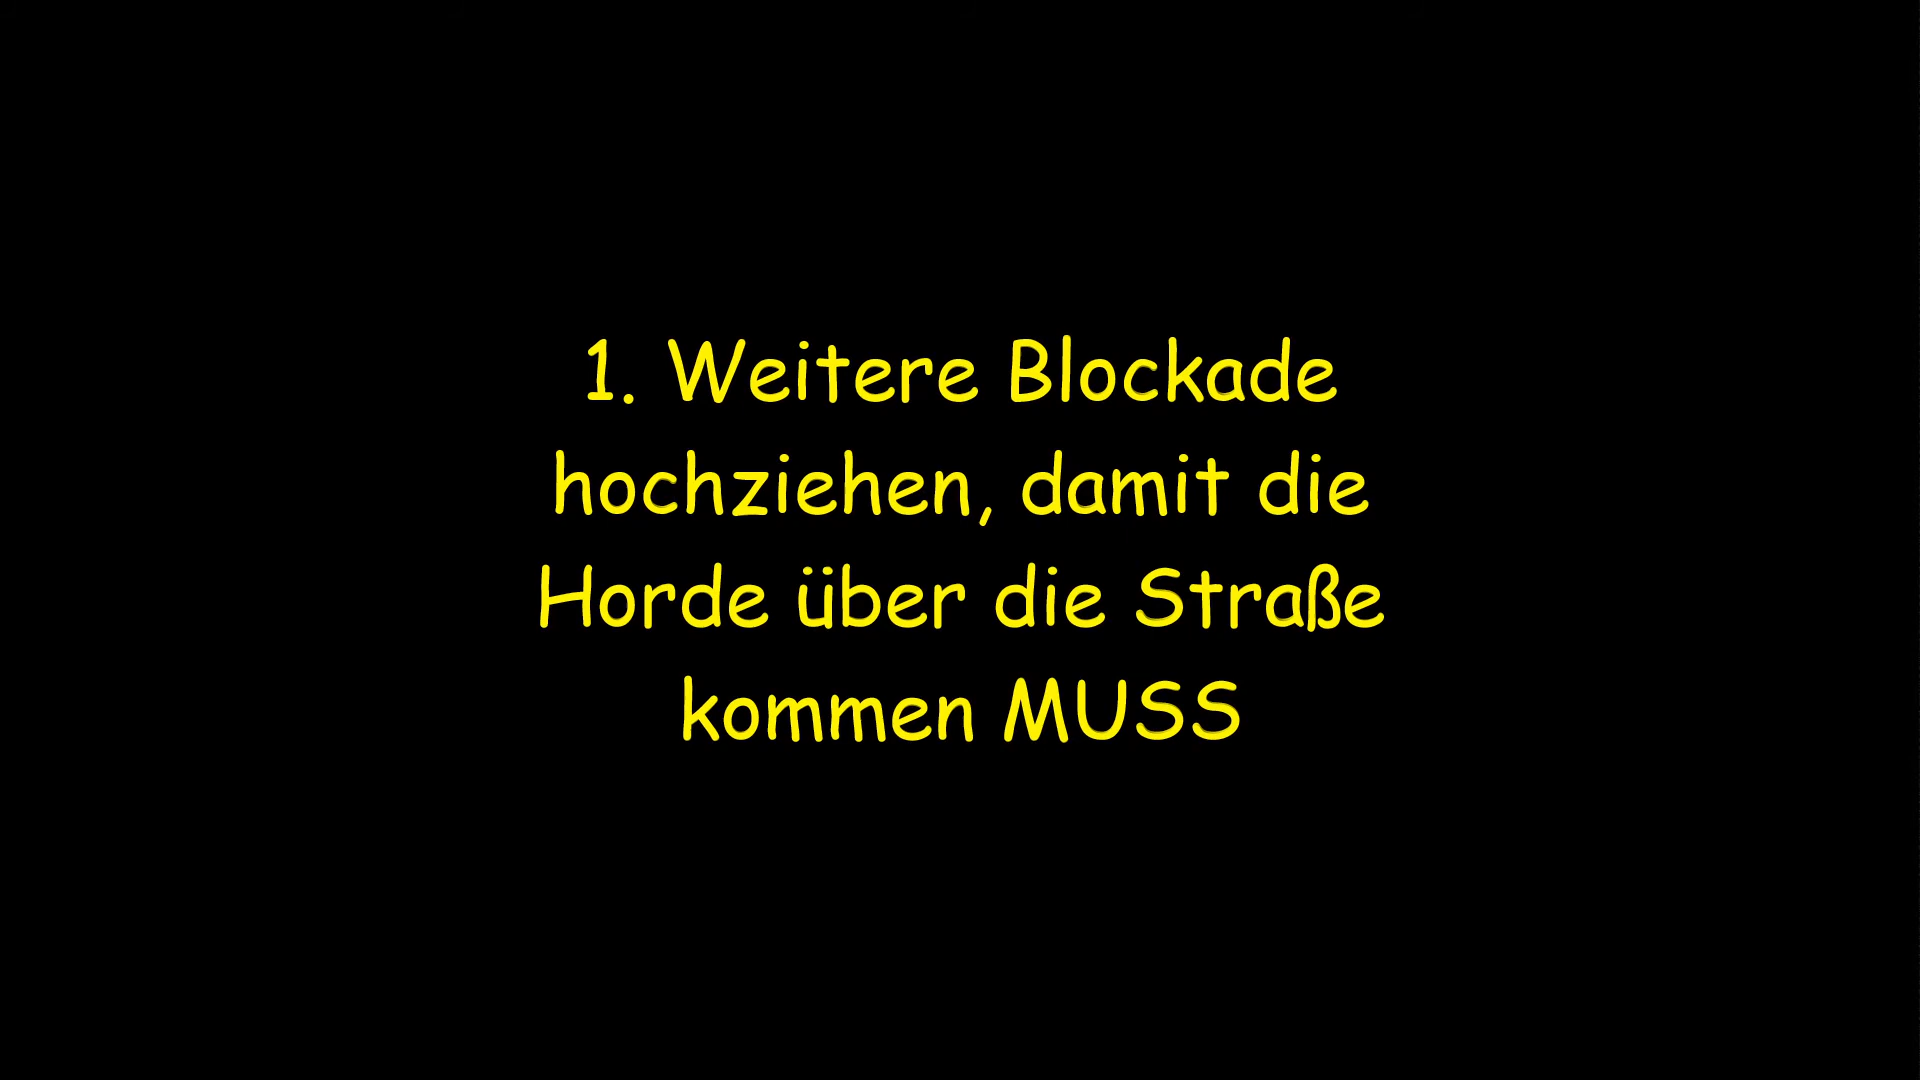 1. Weitere Blockade
hochziehen, damit die
Horde über die Straße
kommen MUSS